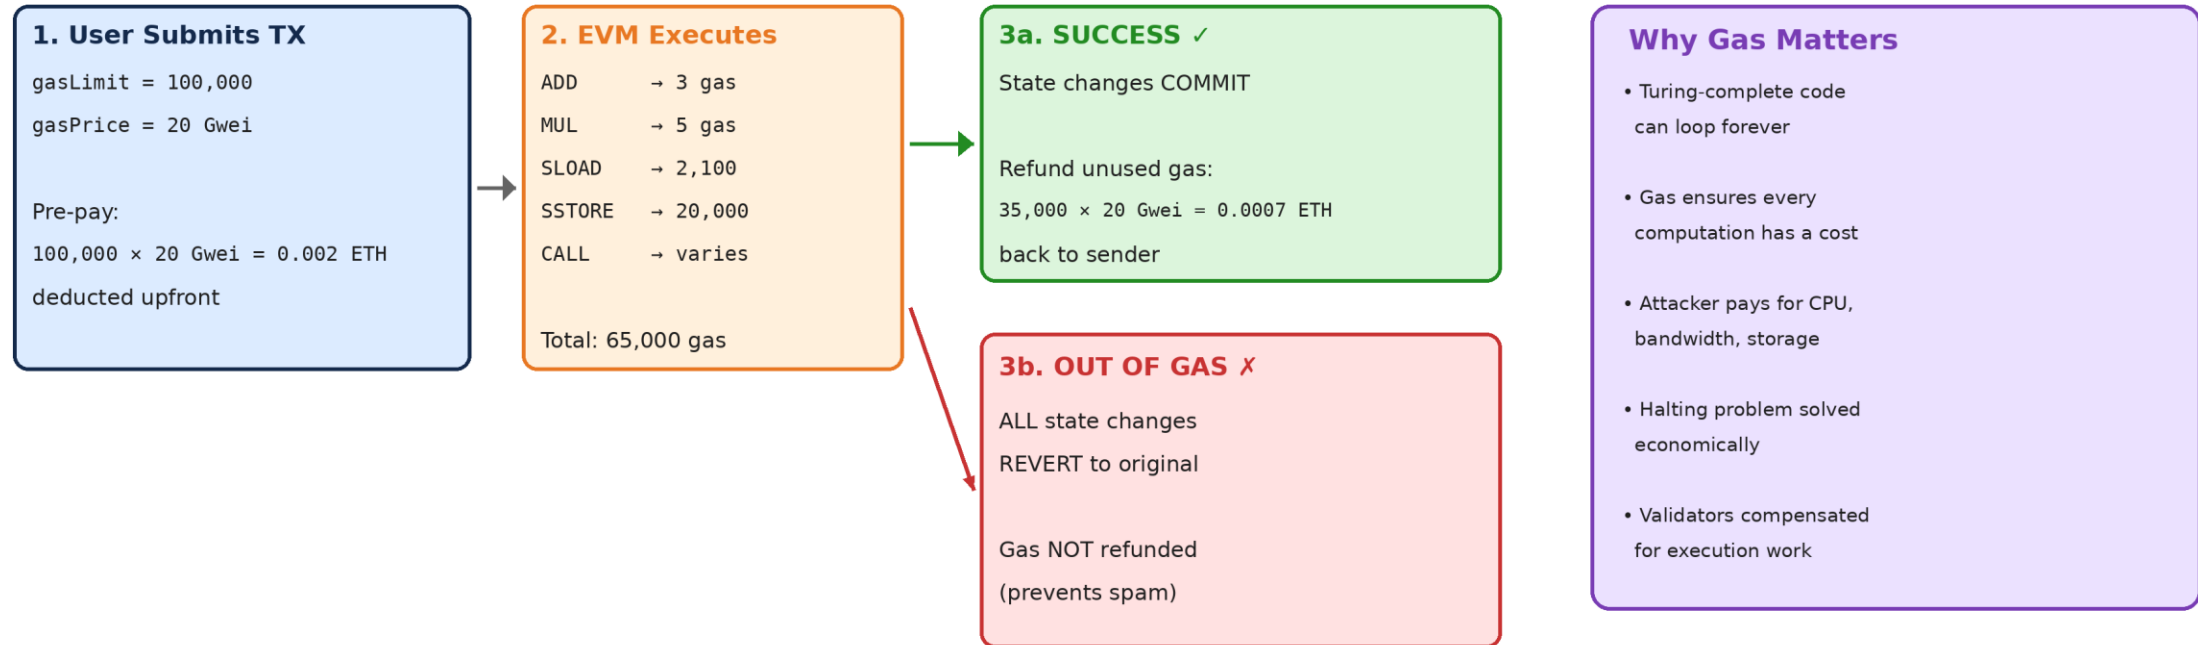 1. User Submits TX
gasLimit = 100,000
gasPrice = 20 Gwei
Pre-pay:
100,000 × 20 Gwei = 0.002 ETH
deducted upfront
2. EVM Executes
ADD → 3 gas
MUL → 5 gas
SLOAD → 2,100
SSTORE → 20,000
CALL → varies
Total: 65,000 gas
3a. SUCCESS ✓
State changes COMMIT
Refund unused gas:
35,000 × 20 Gwei = 0.0007 ETH
back to sender
3b. OUT OF GAS ✗
ALL state changes
REVERT to original
Gas NOT refunded
(prevents spam)
Why Gas Matters
• Turing-complete code
can loop forever
• Gas ensures every
computation has a cost
• Attacker pays for CPU,
bandwidth, storage
• Halting problem solved
economically
• Validators compensated
for execution work